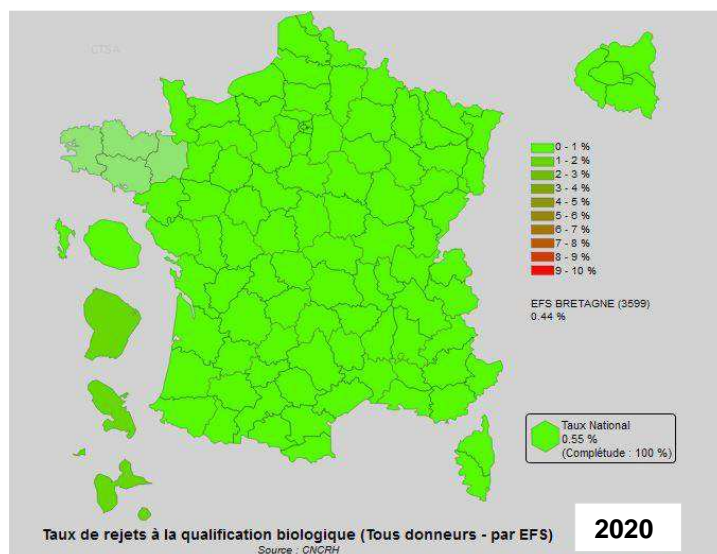 CTSA
0 - 1 %
1 - 2 %
2 - 3 %
3 - 4 %
4 - 5 %
5 - 6 %
6 - 7 %
7 - 8 %
8 - 9 %
9 - 10 %
EFS BRETAGNE (3599)
0.44 %
Taux National
0.55 %
(Complétude : 100 %)
Taux de rejets à la qualification biologique (Tous donneurs - par EFS)
2020
Source : CNCRH